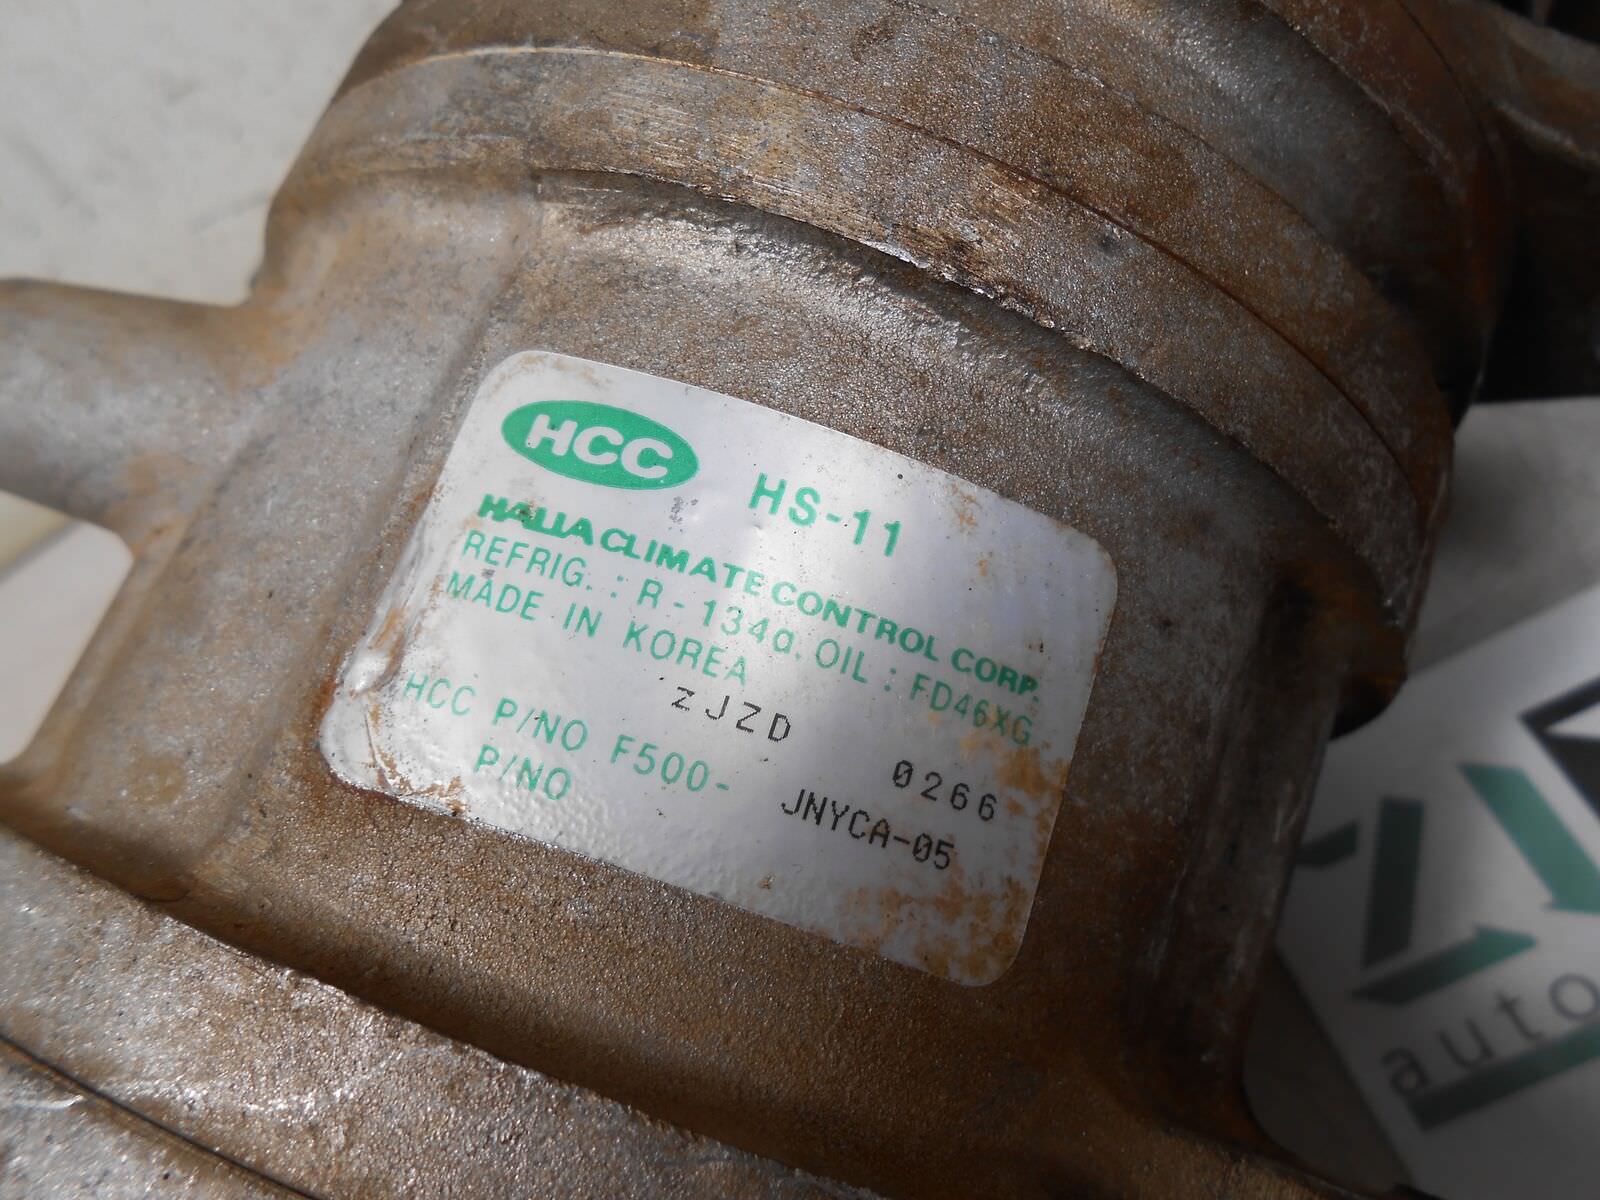 HCC HS-11
HALLA CLIMATE CONTROL CORP.
REFRIG. : R-134a, OIL : FD46XG
MADE IN KOREA
ZJZD 0266
HCC P/NO F500- JNYCA-05
P/NO
auto